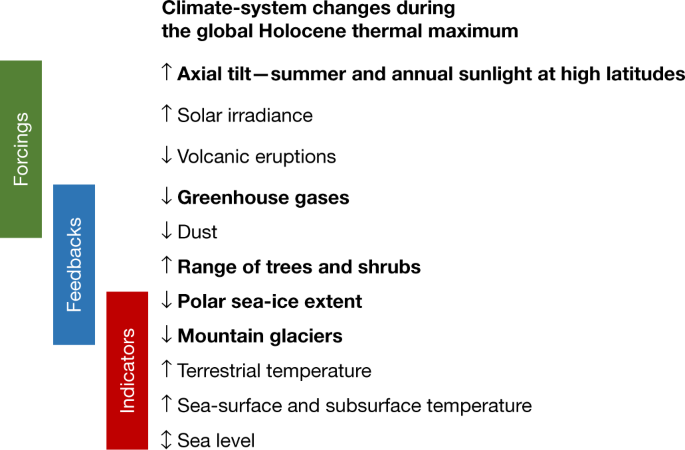 Climate-system changes during
the global Holocene thermal maximum
↑ Axial tilt—summer and annual sunlight at high latitudes
↑ Solar irradiance
↓ Volcanic eruptions
↓ Greenhouse gases
↓ Dust
↑ Range of trees and shrubs
↓ Polar sea-ice extent
↓ Mountain glaciers
↑ Terrestrial temperature
↑ Sea-surface and subsurface temperature
↕ Sea level
Forcings
Feedbacks
Indicators